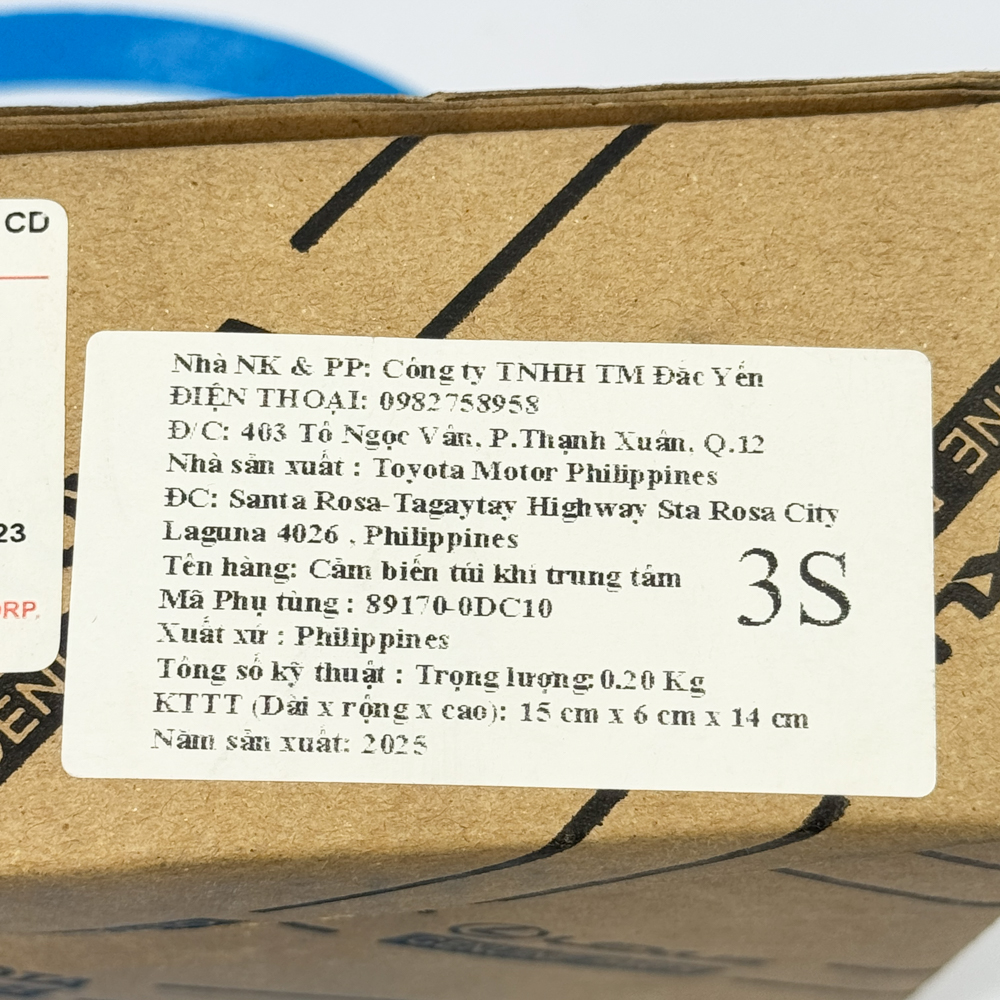 CD
Nhà NK & PP: Công ty TNHH TM Đắc Yến
ĐIỆN THOẠI: 0982758958
Đ/C: 403 Tô Ngọc Vân, P.Thạnh Xuân, Q.12
Nhà sản xuất : Toyota Motor Philippines
ĐC: Santa Rosa-Tagaytay Highway Sta Rosa City
Laguna 4026 , Philippines
Tên hàng: Cảm biến túi khí trung tâm
Mã Phụ tùng : 89170-0DC10
Xuất xứ : Philippines
Tổng số kỹ thuật : Trọng lượng: 0.20 Kg
KTTT (Dài x rộng x cao): 15 cm x 6 cm x 14 cm
Năm sản xuất: 2025
3S
23
ORP.